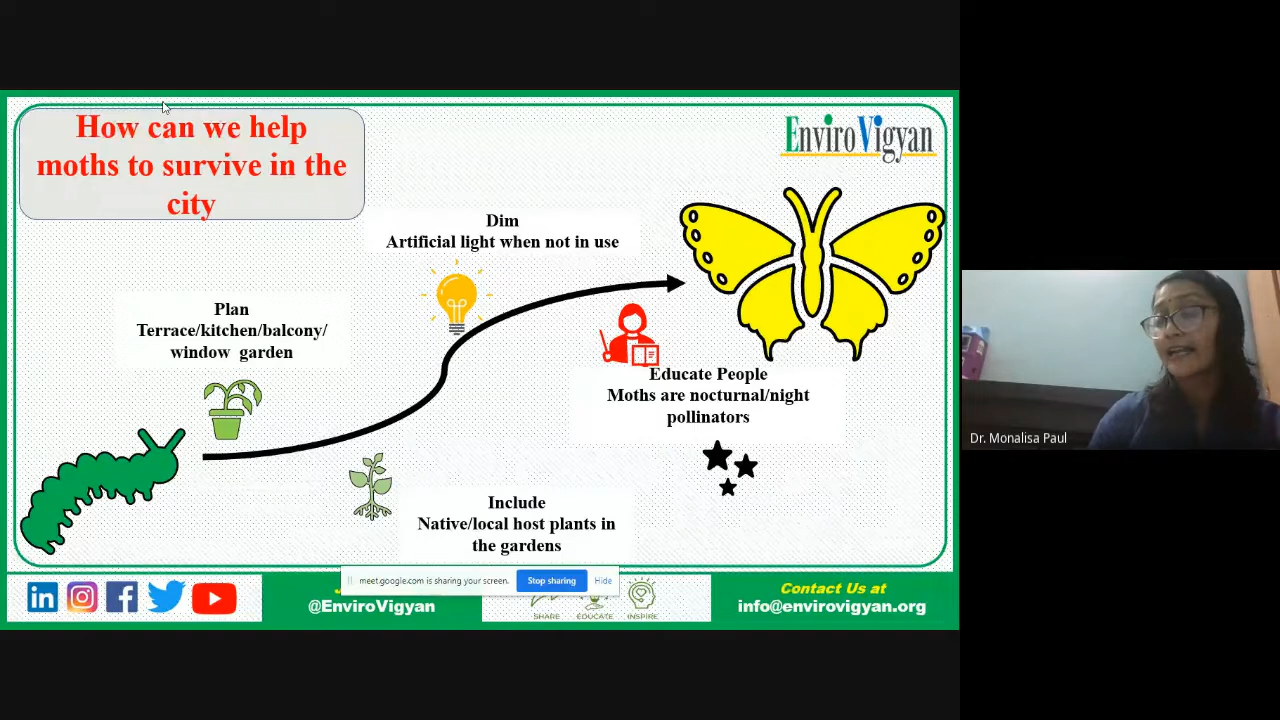 How can we help
moths to survive in the
city
EnviroVigyan
Dim
Artificial light when not in use
Plan
Terrace/kitchen/balcony/
window garden
Educate People
Moths are nocturnal/night
pollinators
Include
Native/local host plants in
the gardens
meet.google.com is sharing your screen.
Stop sharing
Hide
in
f
@EnviroVigyan
SHARE
EDUCATE
INSPIRE
Contact Us at
info@envirovigyan.org
Dr. Monalisa Paul